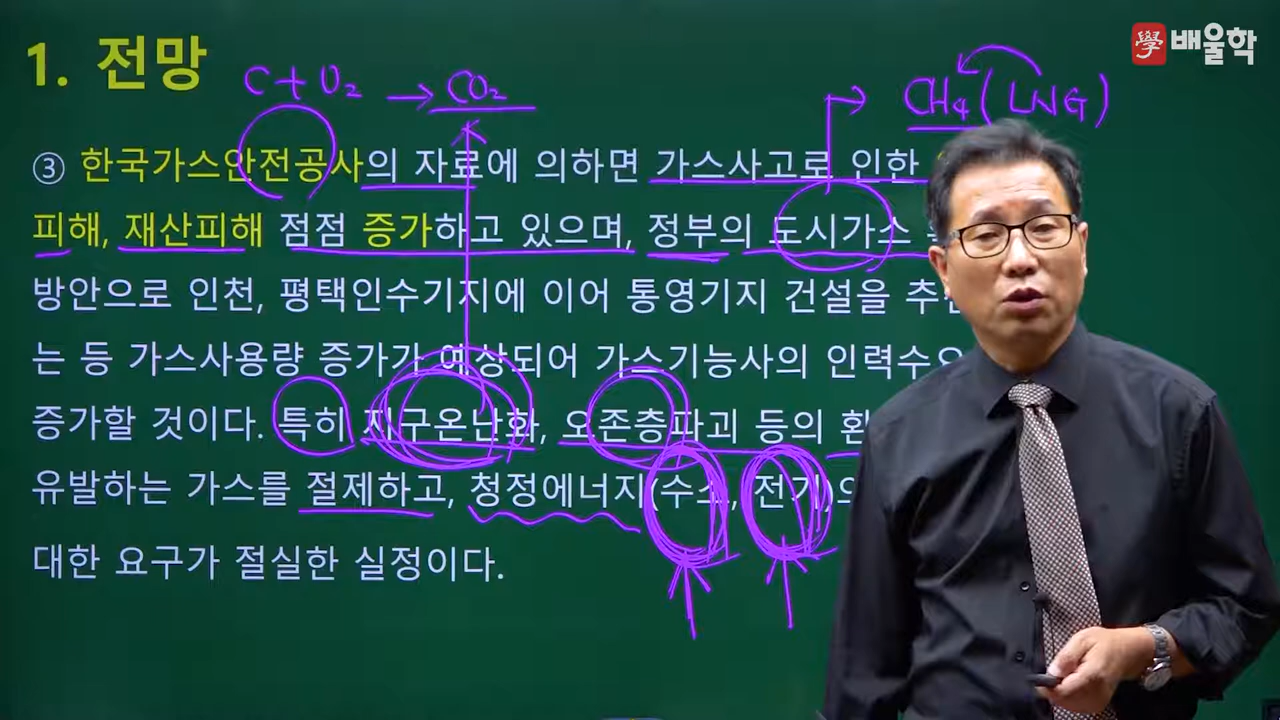 學 배울학
1. 전망
C + O₂ → CO₂
CH₄ (LNG)
③ 한국가스안전공사의 자료에 의하면 가스사고로 인한
피해, 재산피해 점점 증가하고 있으며, 정부의 도시가스
방안으로 인천, 평택인수기지에 이어 통영기지 건설을
는 등 가스사용량 증가가 예상되어 가스기능사의
증가할 것이다. 특히 지구온난화, 오존층파괴 등의
유발하는 가스를 절제하고, 청정에너지(수소, 전기)
대한 요구가 절실한 실정이다.